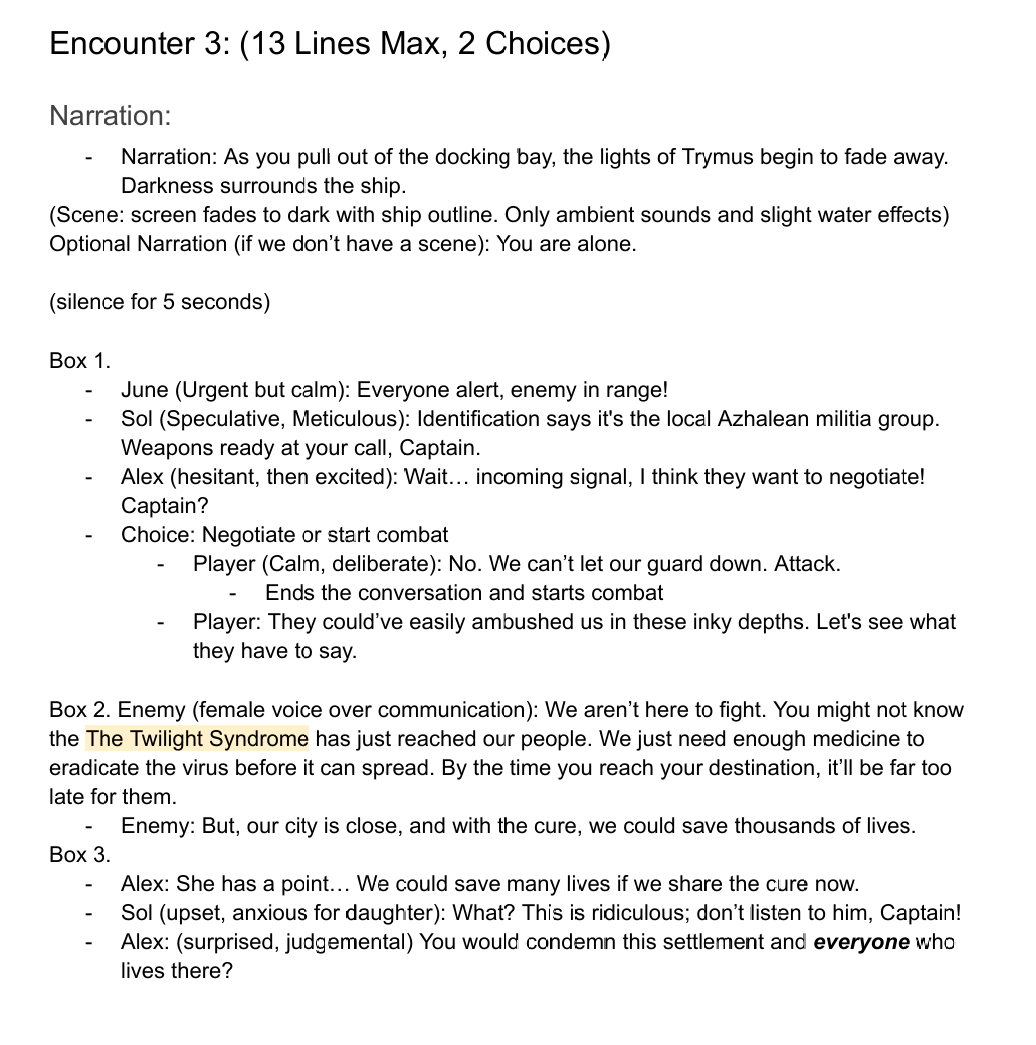 Encounter 3: (13 Lines Max, 2 Choices)
Narration:
- Narration: As you pull out of the docking bay, the lights of Trymus begin to fade away.
Darkness surrounds the ship.
(Scene: screen fades to dark with ship outline. Only ambient sounds and slight water effects)
Optional Narration (if we don’t have a scene): You are alone.
(silence for 5 seconds)
Box 1.
- June (Urgent but calm): Everyone alert, enemy in range!
- Sol (Speculative, Meticulous): Identification says it's the local Azhalean militia group.
Weapons ready at your call, Captain.
- Alex (hesitant, then excited): Wait… incoming signal, I think they want to negotiate!
Captain?
- Choice: Negotiate or start combat
- Player (Calm, deliberate): No. We can’t let our guard down. Attack.
- Ends the conversation and starts combat
- Player: They could’ve easily ambushed us in these inky depths. Let's see what
they have to say.
Box 2. Enemy (female voice over communication): We aren’t here to fight. You might not know
the The Twilight Syndrome has just reached our people. We just need enough medicine to
eradicate the virus before it can spread. By the time you reach your destination, it’ll be far too
late for them.
- Enemy: But, our city is close, and with the cure, we could save thousands of lives.
Box 3.
- Alex: She has a point… We could save many lives if we share the cure now.
- Sol (upset, anxious for daughter): What? This is ridiculous; don’t listen to him, Captain!
- Alex: (surprised, judgemental) You would condemn this settlement and everyone who
lives there?